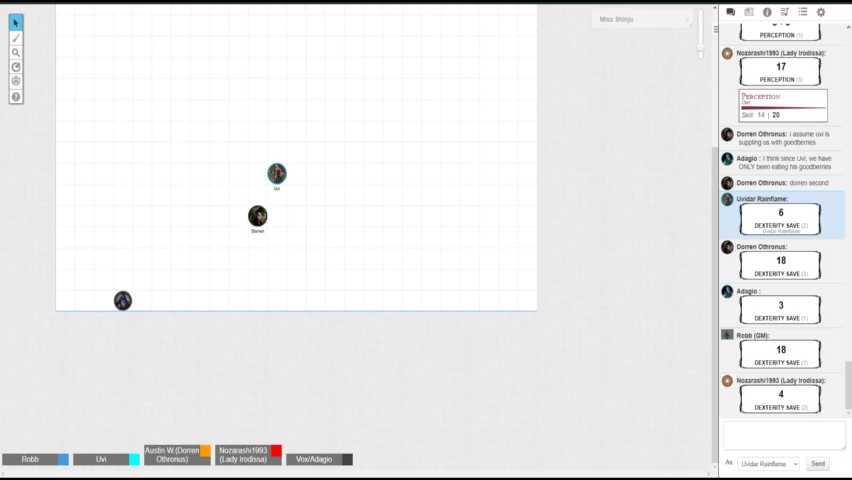 Miss Shinju
Uvi
Dorren
Robb
Uvi
Austin W (Dorren
Othronus)
Nozarashi1993
(Lady Irodissa)
Vox/Adagio
PERCEPTION (1)
Nozarashi1993 (Lady Irodissa):
17
PERCEPTION (3)
PERCEPTION
Skill 14 | 20
Dorren Othronus: i assume uvi is
suppling us with goodberries
Adagio : I think since Uvi, we have
ONLY been eating his goodberries
Dorren Othronus: dorren second
Uvidar Rainflame:
6
DEXTERITY SAVE (2)
Uvidar Rainflame
Dorren Othronus:
18
DEXTERITY SAVE (3)
Adagio :
3
DEXTERITY SAVE (1)
Robb (GM):
18
DEXTERITY SAVE (1)
Nozarashi1993 (Lady Irodissa):
4
DEXTERITY SAVE (2)
As:
Uvidar Rainflame
Send